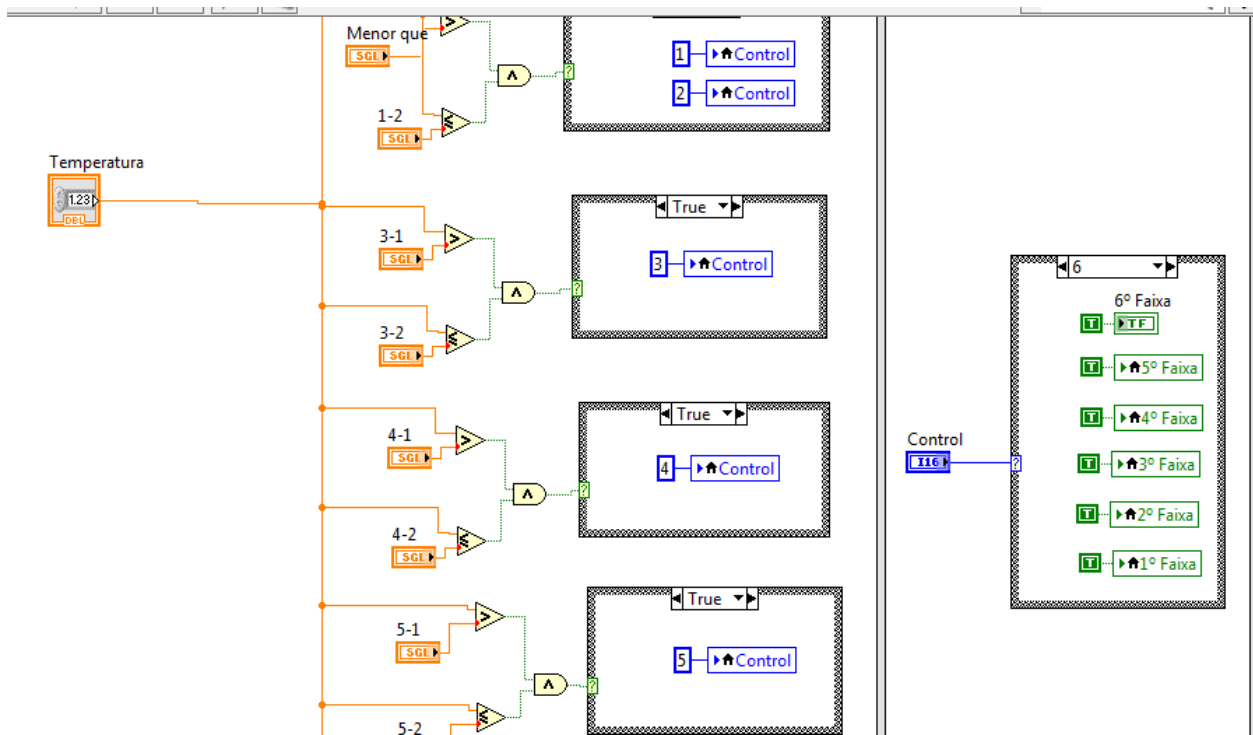 Menor que
SGL
>
1
Control
2
Control
∧
?
1-2
SGL
≤
Temperatura
1.23
DBL
True
3-1
SGL
>
3
Control
∧
?
3-2
SGL
≤
True
4-1
SGL
>
4
Control
∧
?
4-2
SGL
≤
True
5-1
SGL
>
5
Control
∧
?
5-2
≤
6
6º Faixa
T
TF
T
5º Faixa
T
4º Faixa
Control
I16
?
T
3º Faixa
T
2º Faixa
T
1º Faixa